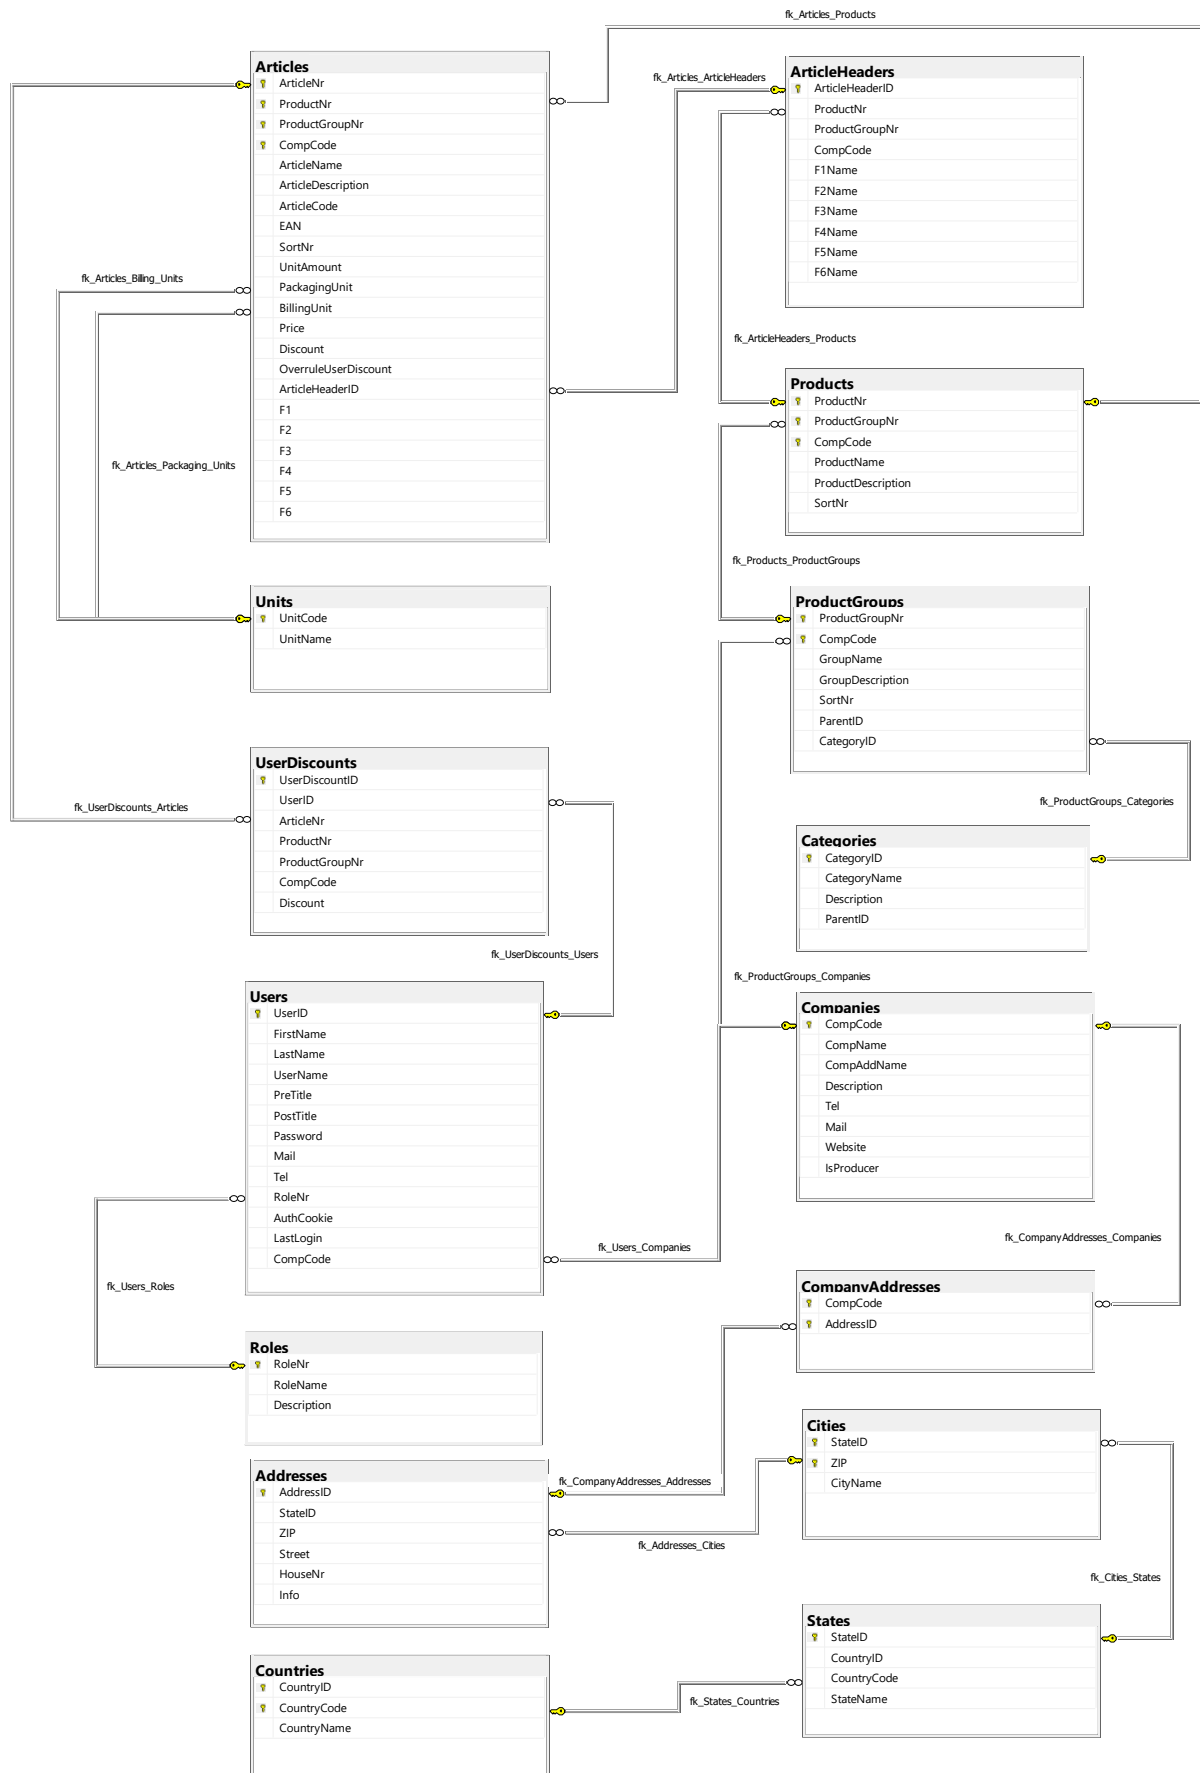 fk_Articles_Products
Articles
ArticleNr
ProductNr
ProductGroupNr
CompCode
ArticleName
ArticleDescription
ArticleCode
EAN
SortNr
UnitAmount
PackagingUnit
BillingUnit
Price
Discount
OverruleUserDiscount
ArticleHeaderID
F1
F2
F3
F4
F5
F6
fk_Articles_ArticleHeaders
ArticleHeaders
ArticleHeaderID
ProductNr
ProductGroupNr
CompCode
F1Name
F2Name
F3Name
F4Name
F5Name
F6Name
fk_Articles_Billing_Units
fk_Articles_Packaging_Units
fk_ArticleHeaders_Products
Products
ProductNr
ProductGroupNr
CompCode
ProductName
ProductDescription
SortNr
fk_Products_ProductGroups
Units
UnitCode
UnitName
ProductGroups
ProductGroupNr
CompCode
GroupName
GroupDescription
SortNr
ParentID
CategoryID
UserDiscounts
UserDiscountID
UserID
ArticleNr
ProductNr
ProductGroupNr
CompCode
Discount
fk_UserDiscounts_Articles
fk_ProductGroups_Categories
Categories
CategoryID
CategoryName
Description
ParentID
fk_UserDiscounts_Users
fk_ProductGroups_Companies
Users
UserID
FirstName
LastName
UserName
PreTitle
PostTitle
Password
Mail
Tel
RoleNr
AuthCookie
LastLogin
CompCode
Companies
CompCode
CompName
CompAddName
Description
Tel
Mail
Website
IsProducer
fk_Users_Companies
fk_CompanyAddresses_Companies
fk_Users_Roles
CompanyAddresses
CompCode
AddressID
Roles
RoleNr
RoleName
Description
Cities
StateID
ZIP
CityName
Addresses
AddressID
StateID
ZIP
Street
HouseNr
Info
fk_CompanyAddresses_Addresses
fk_Addresses_Cities
fk_Cities_States
States
StateID
CountryID
CountryCode
StateName
Countries
CountryID
CountryCode
CountryName
fk_States_Countries